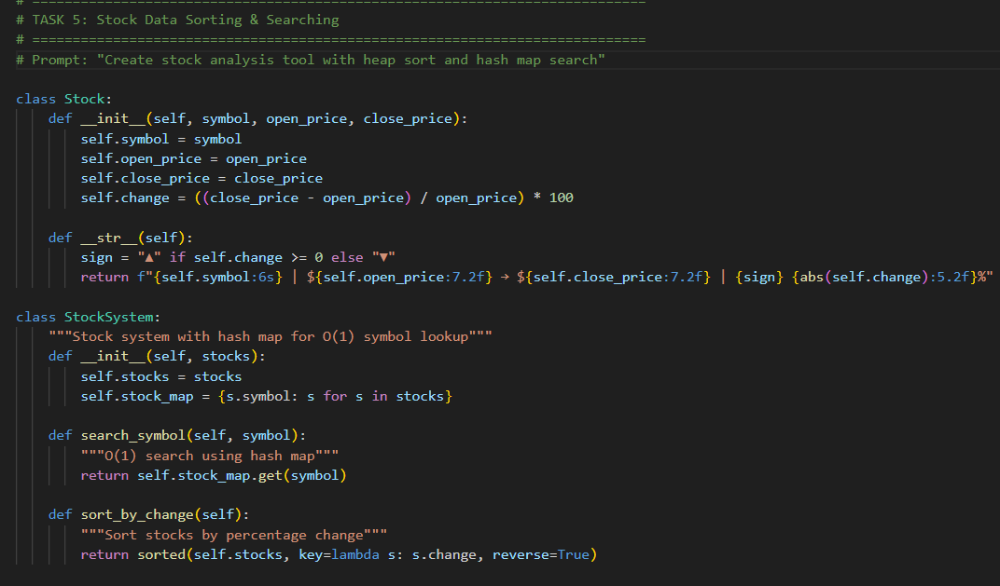 # ============================================================================
# TASK 5: Stock Data Sorting & Searching
# ============================================================================
# Prompt: "Create stock analysis tool with heap sort and hash map search"
class Stock:
    def __init__(self, symbol, open_price, close_price):
        self.symbol = symbol
        self.open_price = open_price
        self.close_price = close_price
        self.change = ((close_price - open_price) / open_price) * 100
    def __str__(self):
        sign = "▲" if self.change >= 0 else "▼"
        return f"{self.symbol:6s} | ${self.open_price:7.2f} → ${self.close_price:7.2f} | {sign} {abs(self.change):5.2f}%"
class StockSystem:
    """Stock system with hash map for O(1) symbol lookup"""
    def __init__(self, stocks):
        self.stocks = stocks
        self.stock_map = {s.symbol: s for s in stocks}
    def search_symbol(self, symbol):
        """O(1) search using hash map"""
        return self.stock_map.get(symbol)
    def sort_by_change(self):
        """Sort stocks by percentage change"""
        return sorted(self.stocks, key=lambda s: s.change, reverse=True)